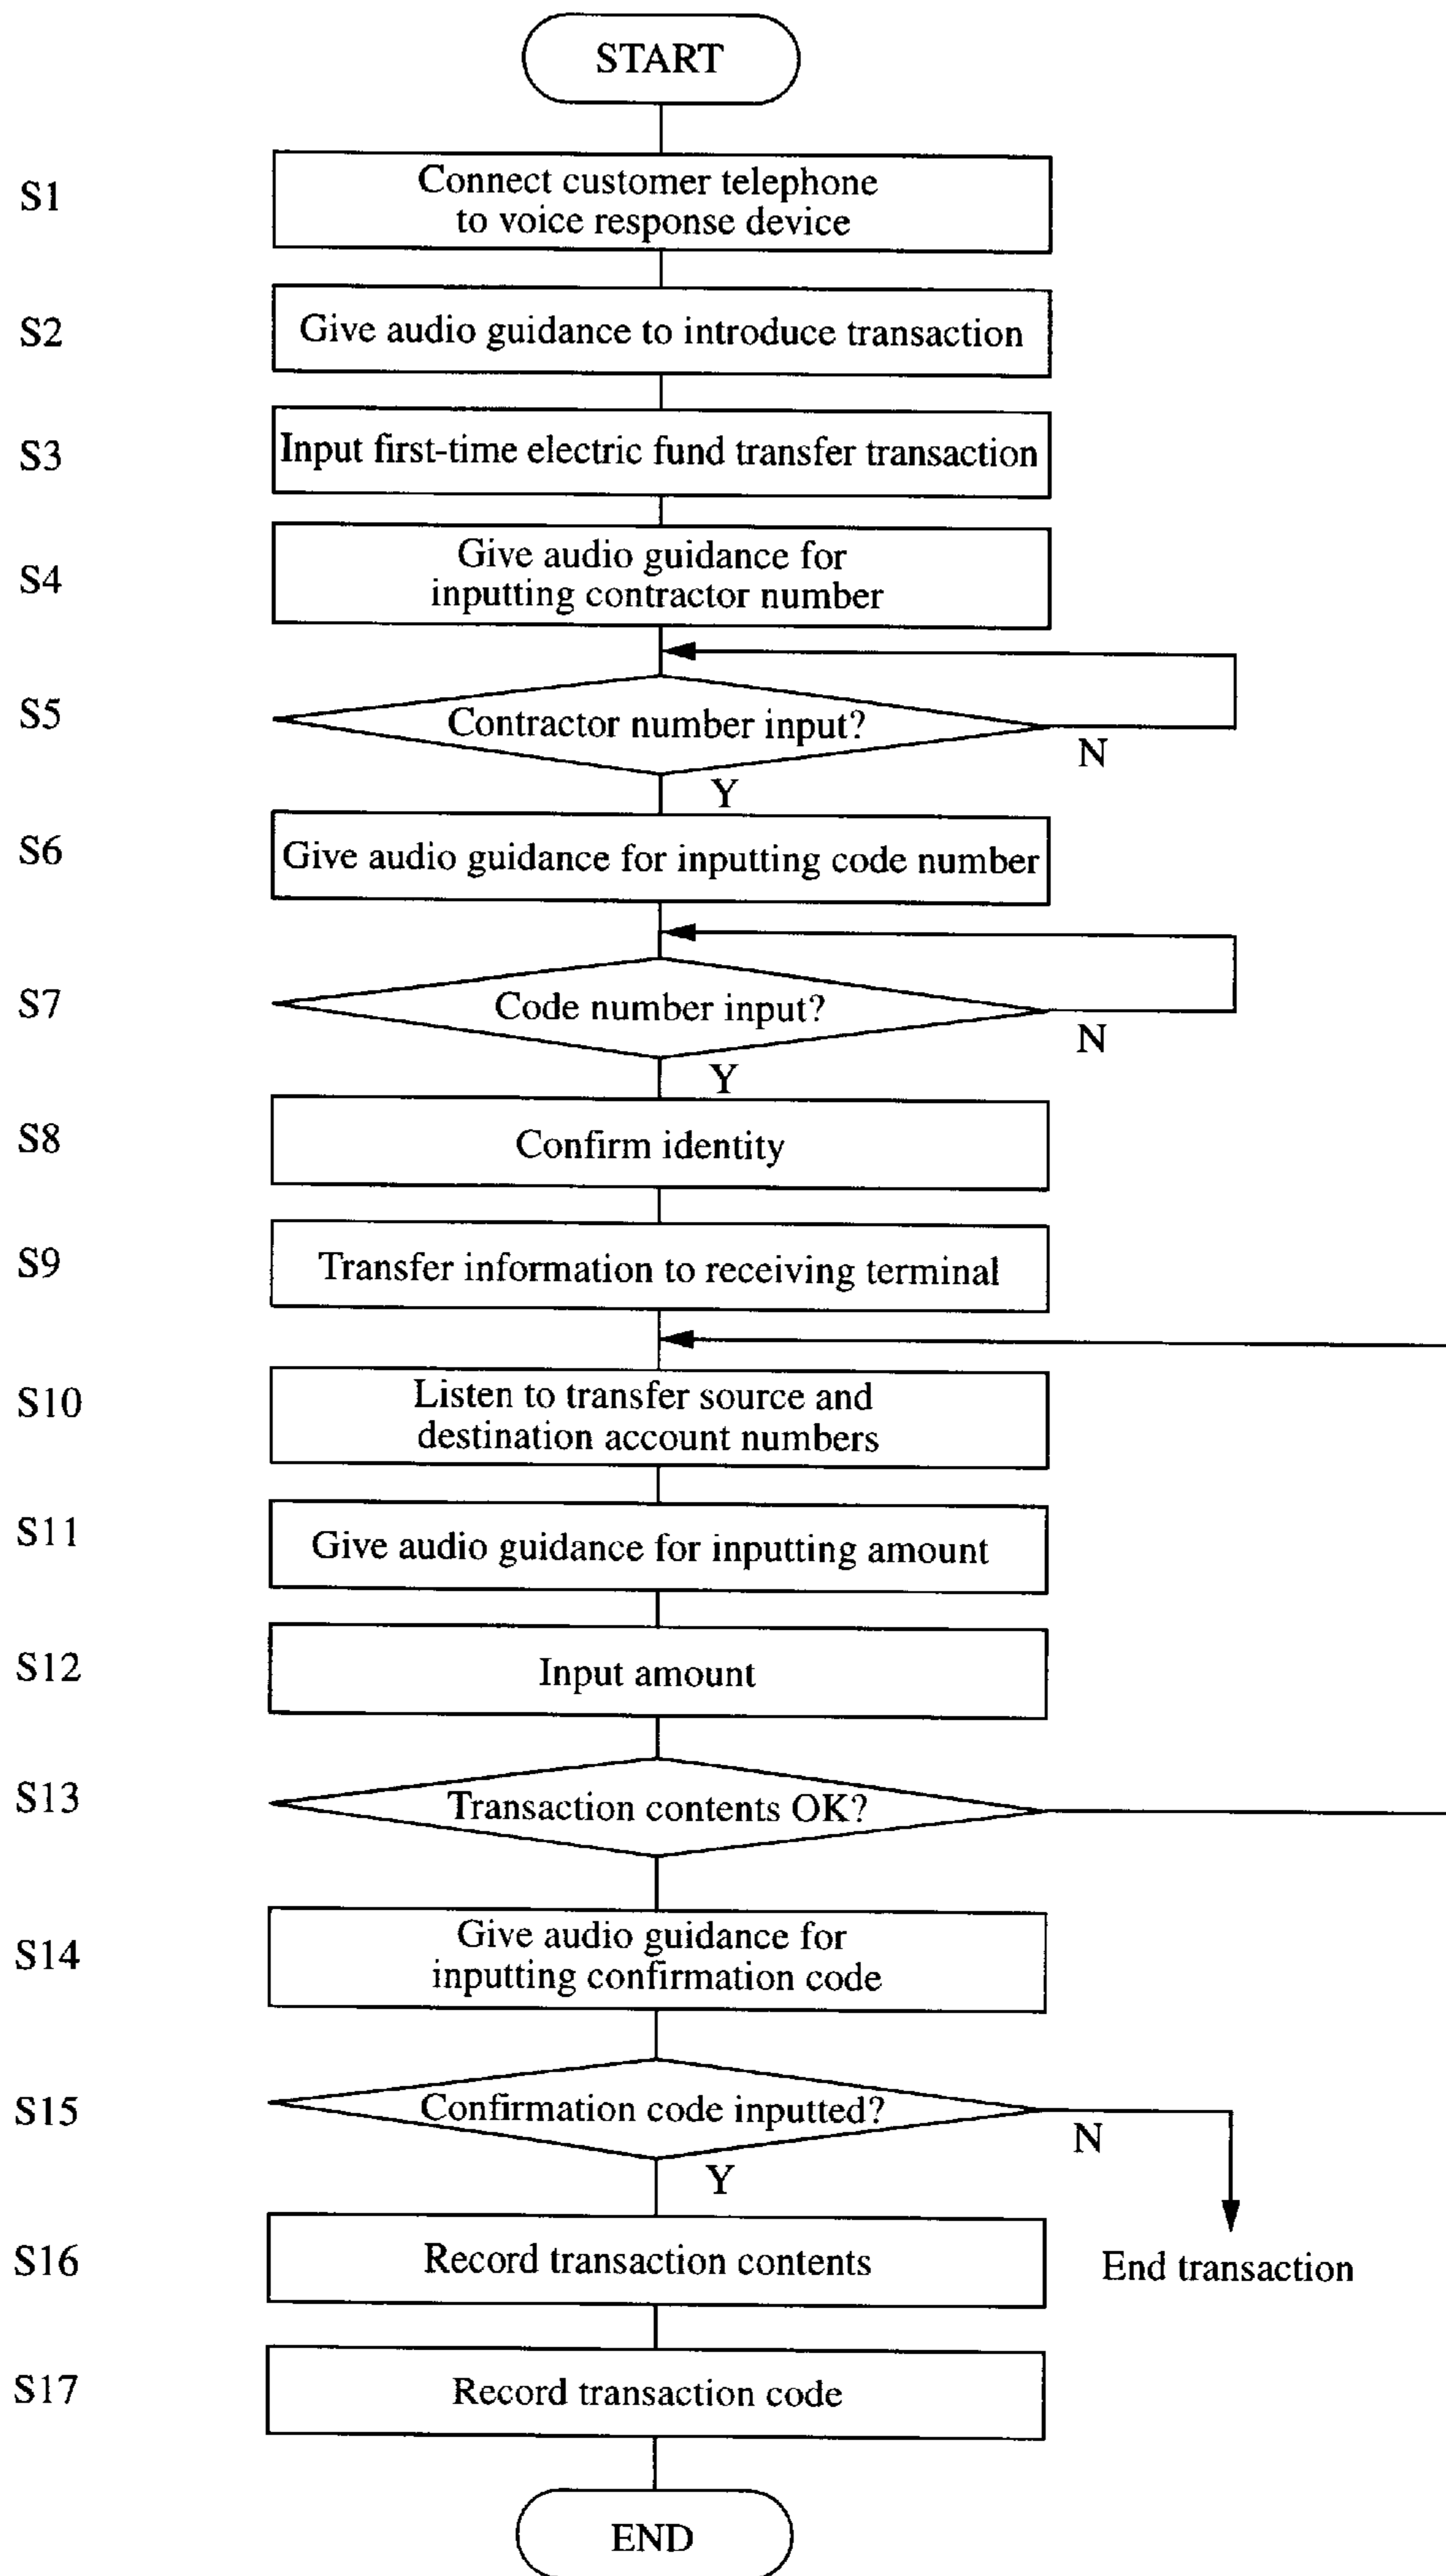 START
S1
Connect customer telephone
to voice response device
S2
Give audio guidance to introduce transaction
S3
Input first-time electric fund transfer transaction
S4
Give audio guidance for
inputting contractor number
S5
Contractor number input?
N
Y
S6
Give audio guidance for inputting code number
S7
Code number input?
N
Y
S8
Confirm identity
S9
Transfer information to receiving terminal
S10
Listen to transfer source and
destination account numbers
S11
Give audio guidance for inputting amount
S12
Input amount
S13
Transaction contents OK?
S14
Give audio guidance for
inputting confirmation code
S15
Confirmation code inputted?
N
Y
S16
Record transaction contents
End transaction
S17
Record transaction code
END